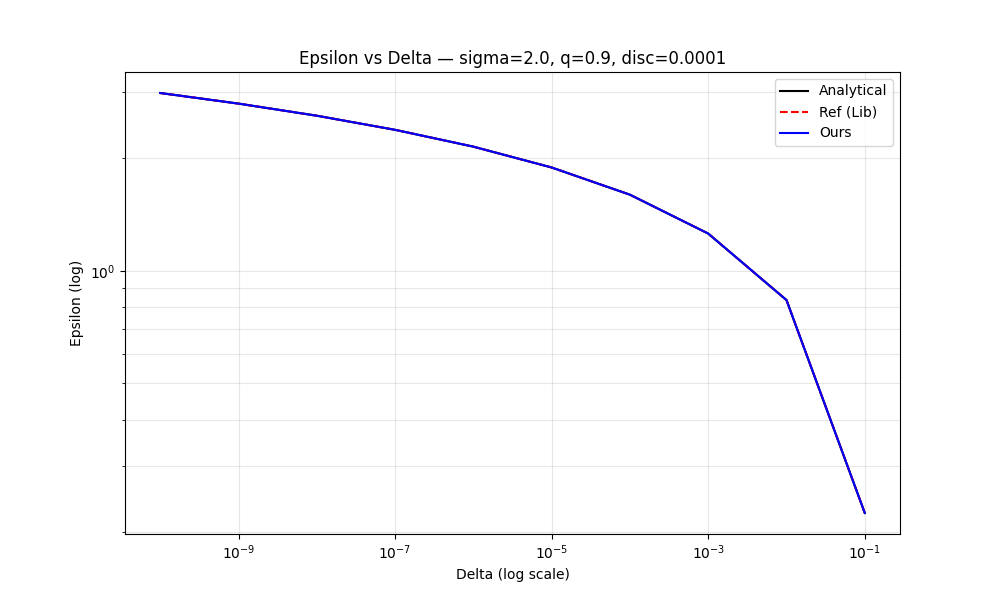 Epsilon vs Delta — sigma=2.0, q=0.9, disc=0.0001
Analytical
Ref (Lib)
Ours
Epsilon (log)
10⁰
10⁻⁹ 10⁻⁷ 10⁻⁵ 10⁻³ 10⁻¹
Delta (log scale)